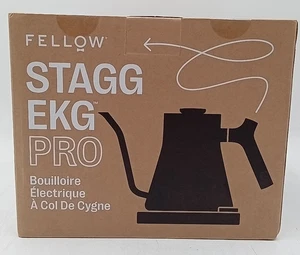 FELLOW
STAGG
EKG™
PRO
Bouilloire
Électrique
À Col De Cygne